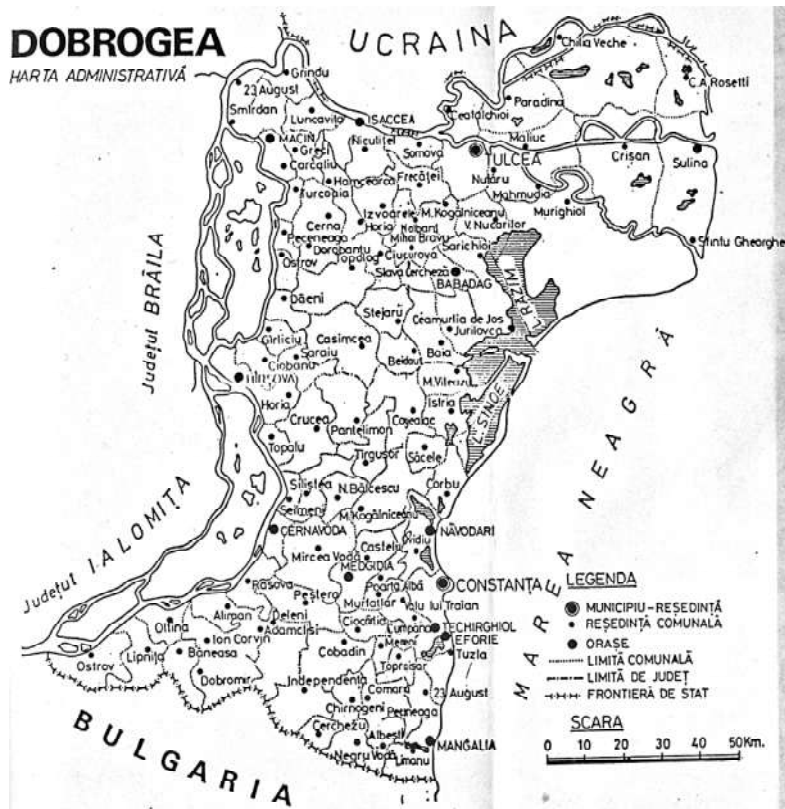 DOBROGEA
HARTA ADMINISTRATIVĂ
UCRAINA
Chilia Veche
C.A. Rosetti
Grindu
23 August
Smîrdan
Luncavița
ISACCEA
Pardina
Ceatalchioi
MĂCIN
Greci
Niculițel
Somova
Maliuc
TULCEA
Crișan
Sulina
Carcaliu
Hamcearca
Frecăței
Nufăru
Mahmudia
Turcoaia
Izvoarele
M. Kogălniceanu
Murighiol
Cerna
Horia
V. Nucarilor
Peceneaga
Mihai Bravu
Sarichioi
Sfîntu Gheorghe
Dorobanțu
Topolog
Ciucurova
Ostrov
Slava Cercheză
BABADAG
L. RAZIM
Dăeni
Județul BRĂILA
Stejaru
Ceamurlia de Jos
Jurilovca
Gîrliciu
Casimcea
Saraiu
Ciobanu
Beidaut
Baia
HÎRȘOVA
M. Viteazu
Horia
Istria
L. SINOE
Crucea
Pantelimon
Cogealac
Topalu
Tîrgușor
Săcele
Siliștea
N. Bălcescu
Corbu
Seimeni
M. Kogălniceanu
MAREA NEAGRĂ
Județul IALOMIȚA
CERNAVODA
Ovidiu
NĂVODARI
Mircea Vodă
Castelu
MEDGIDIA
CONSTANȚA
Rasova
Poarta Albă
Peștera
Murfatlar
Valu lui Traian
Oltina
Aliman
Deleni
Ciocîrlia
Cumpăna
TECHIRGHIOL
Adamclisi
EFORIE
Ion Corvin
Mereni
Cobadin
Ostrov
Lipnița
Băneasa
Topraisar
Tuzla
Dobromir
Independența
Comana
23 August
Chirnogeni
Pecineaga
Cerchezu
Albești
Negru Vodă
Limanu
MANGALIA
BULGARIA
LEGENDA
MUNICIPIU-REȘEDINȚĂ
REȘEDINȚĂ COMUNALĂ
ORAȘE
LIMITĂ COMUNALĂ
LIMITĂ DE JUDEȚ
FRONTIERĂ DE STAT
SCARA
0 10 20 30 40 50Km.